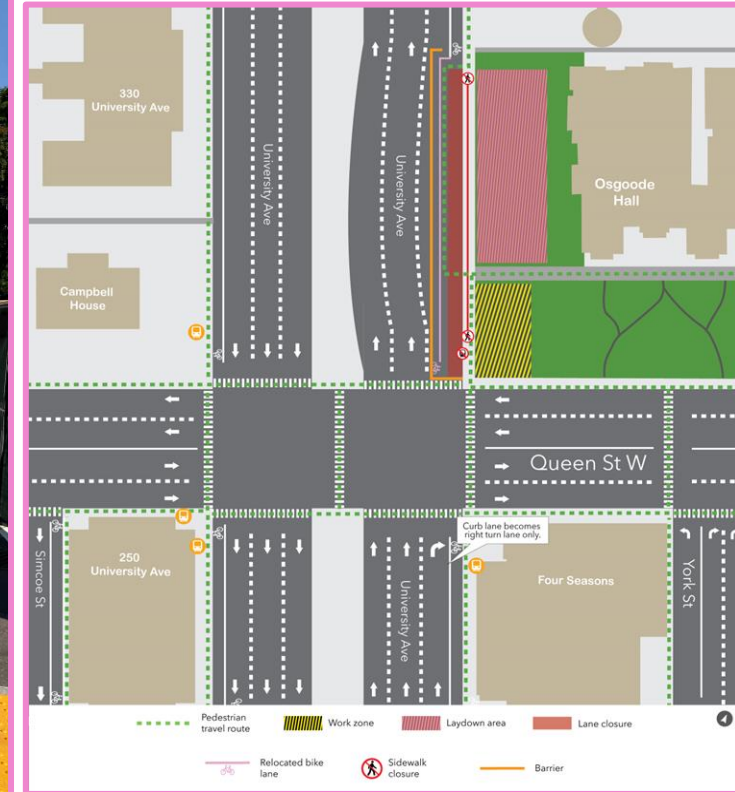 330
University Ave
University Ave
University Ave
Osgoode
Hall
Campbell
House
Queen St W
Curb lane becomes
right turn lane only.
Simcoe St
250
University Ave
University Ave
Four Seasons
York St
Pedestrian
travel route
Work zone
Laydown area
Lane closure
Relocated bike
lane
Sidewalk
closure
Barrier